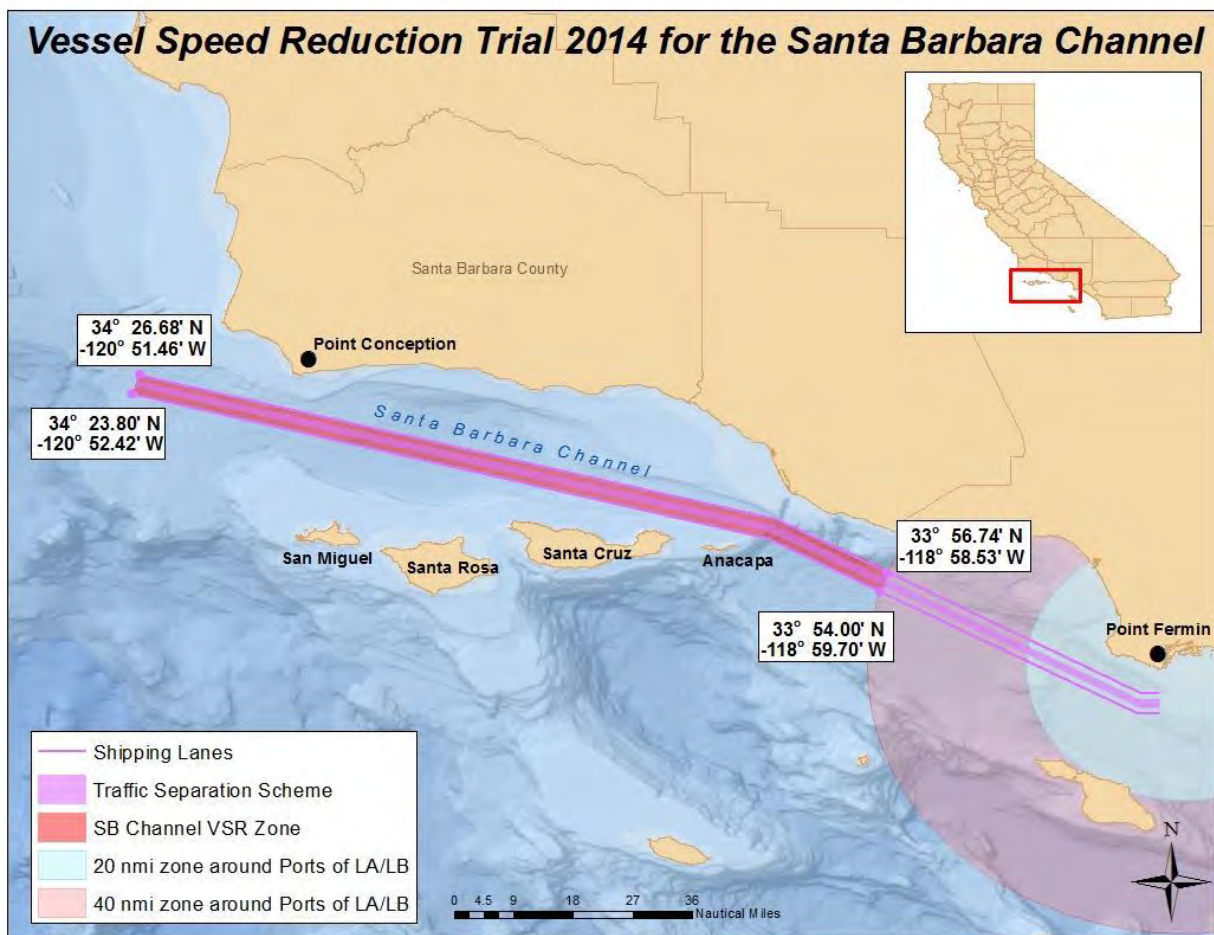 Vessel Speed Reduction Trial 2014 for the Santa Barbara Channel
Santa Barbara County
34° 26.68' N
-120° 51.46' W
Point Conception
34° 23.80' N
-120° 52.42' W
Santa Barbara Channel
San Miguel
Santa Rosa
Santa Cruz
Anacapa
33° 56.74' N
-118° 58.53' W
33° 54.00' N
-118° 59.70' W
Point Fermin
Shipping Lanes
Traffic Separation Scheme
SB Channel VSR Zone
20 nmi zone around Ports of LA/LB
40 nmi zone around Ports of LA/LB
0 4.5 9 18 27 36
Nautical Miles
N